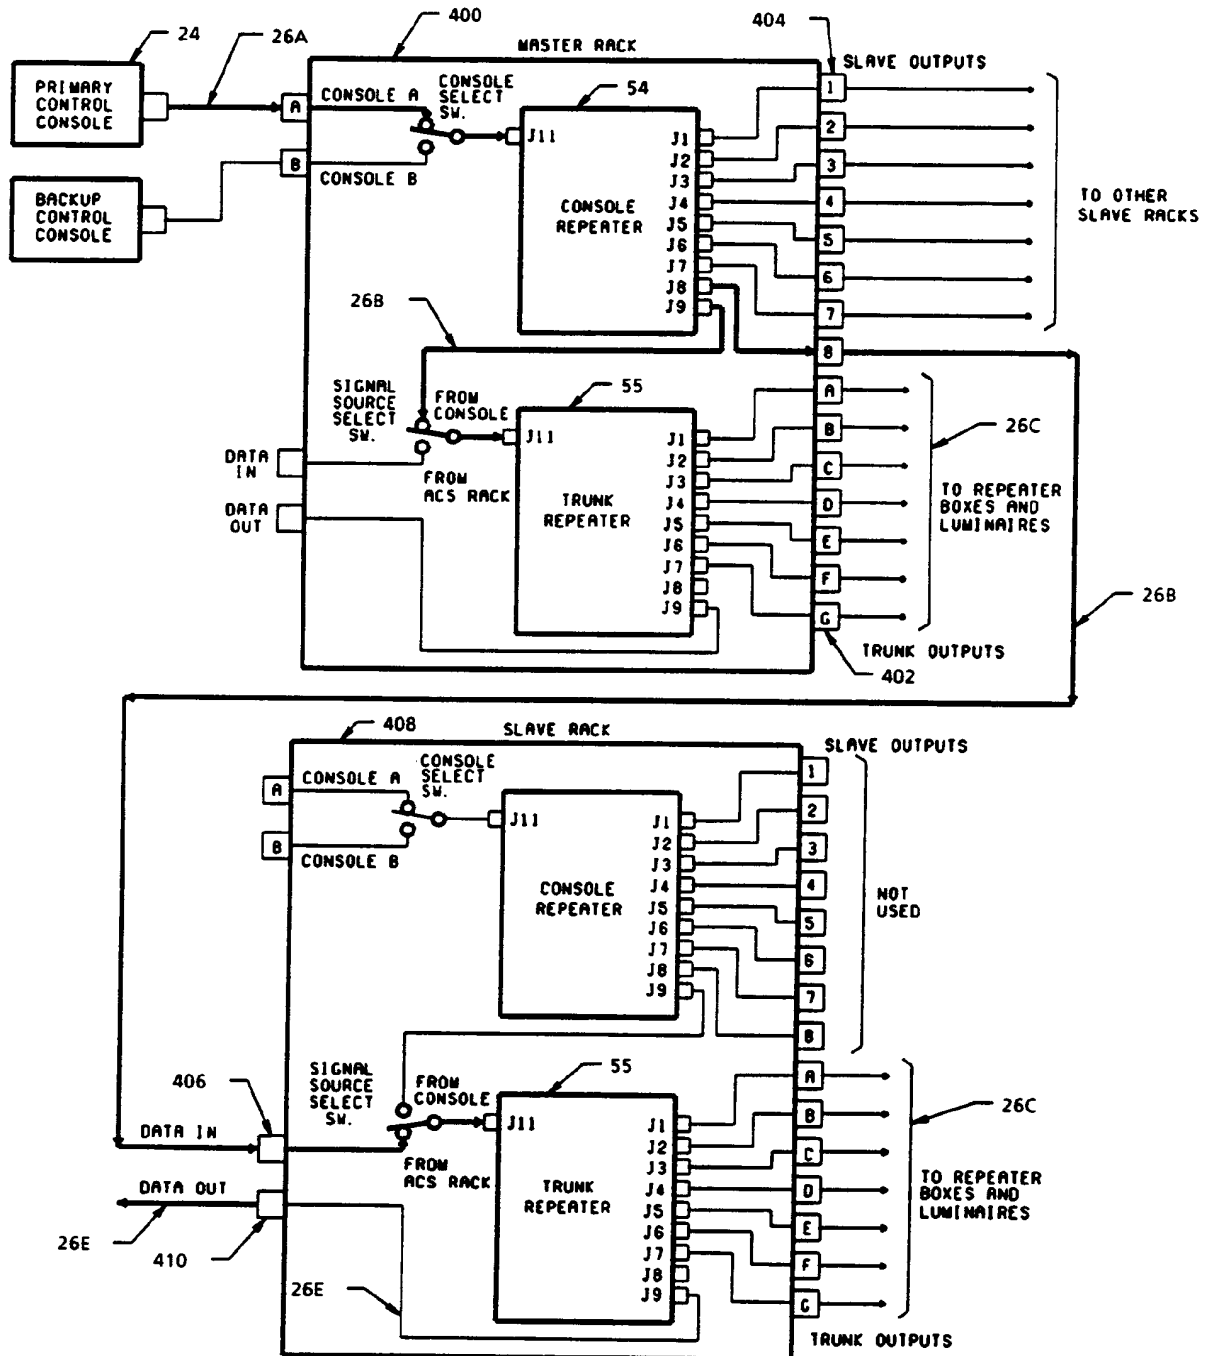 400
404
24
26A
MASTER RACK
SLAVE OUTPUTS
PRIMARY
CONTROL
CONSOLE
A
CONSOLE A
CONSOLE
SELECT
SW.
54
J11
J1
J2
J3
J4
J5
J6
J7
J8
J9
1
2
3
4
5
6
7
8
B
CONSOLE B
BACKUP
CONTROL
CONSOLE
CONSOLE
REPEATER
TO OTHER
SLAVE RACKS
26B
SIGNAL
SOURCE
SELECT
SW.
FROM
CONSOLE
55
J11
J1
J2
J3
J4
J5
J6
J7
J8
J9
A
B
C
D
E
F
G
26C
DATA
IN
DATA
OUT
FROM
ACS RACK
TRUNK
REPEATER
TO REPEATER
BOXES AND
LUMINAIRES
26B
TRUNK OUTPUTS
402
408
SLAVE RACK
SLAVE OUTPUTS
A
CONSOLE A
CONSOLE
SELECT
SW.
B
CONSOLE B
J11
J1
J2
J3
J4
J5
J6
J7
J8
J9
1
2
3
4
5
6
7
8
CONSOLE
REPEATER
NOT
USED
406
SIGNAL
SOURCE
SELECT
SW.
FROM
CONSOLE
55
J11
J1
J2
J3
J4
J5
J6
J7
J8
J9
A
B
C
D
E
F
G
26C
DATA IN
FROM
ACS RACK
DATA OUT
TRUNK
REPEATER
TO REPEATER
BOXES AND
LUMINAIRES
26E
410
26E
TRUNK OUTPUTS